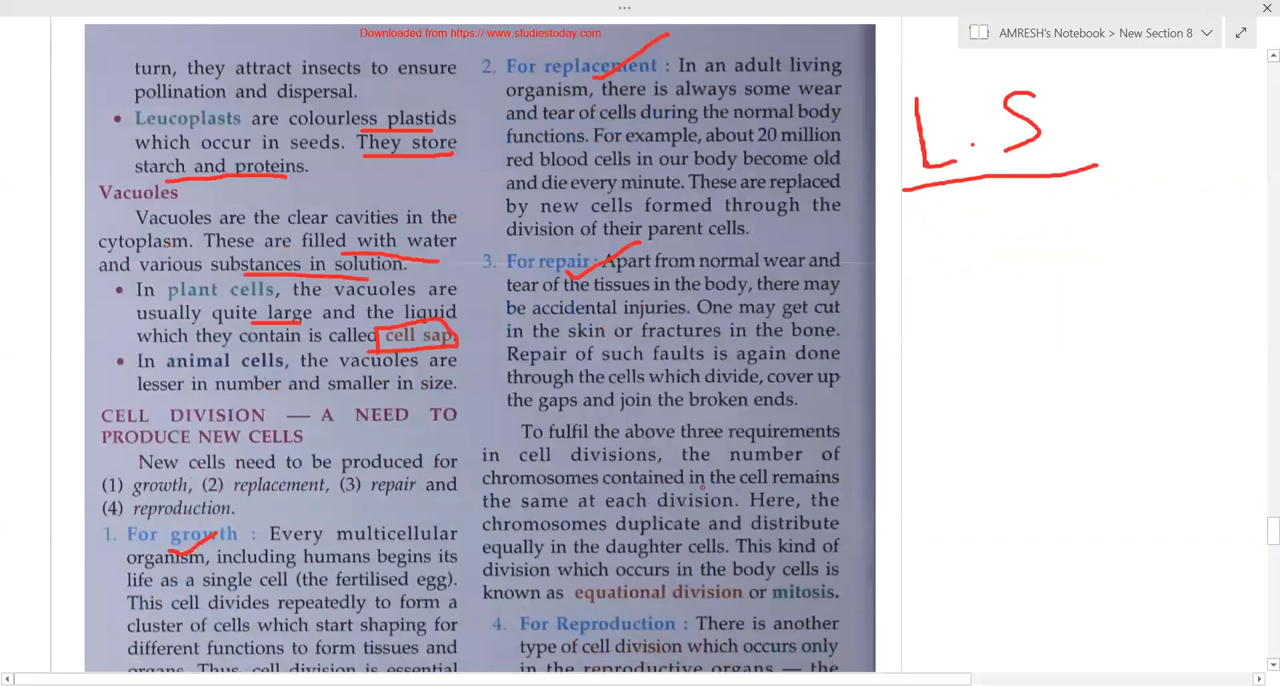 AMRESH's Notebook > New Section 8
Downloaded from https:// www.studiestoday.com
turn, they attract insects to ensure
pollination and dispersal.
• Leucoplasts are colourless plastids
which occur in seeds. They store
starch and proteins.
Vacuoles
Vacuoles are the clear cavities in the
cytoplasm. These are filled with water
and various substances in solution.
• In plant cells, the vacuoles are
usually quite large and the liquid
which they contain is called cell sap.
• In animal cells, the vacuoles are
lesser in number and smaller in size.
CELL DIVISION — A NEED TO
PRODUCE NEW CELLS
New cells need to be produced for
(1) growth, (2) replacement, (3) repair and
(4) reproduction.
1. For growth : Every multicellular
organism, including humans begins its
life as a single cell (the fertilised egg).
This cell divides repeatedly to form a
cluster of cells which start shaping for
different functions to form tissues and
organs. Thus, cell division is essential
2. For replacement : In an adult living
organism, there is always some wear
and tear of cells during the normal body
functions. For example, about 20 million
red blood cells in our body become old
and die every minute. These are replaced
by new cells formed through the
division of their parent cells.
3. For repair : Apart from normal wear and
tear of the tissues in the body, there may
be accidental injuries. One may get cut
in the skin or fractures in the bone.
Repair of such faults is again done
through the cells which divide, cover up
the gaps and join the broken ends.
To fulfil the above three requirements
in cell divisions, the number of
chromosomes contained in the cell remains
the same at each division. Here, the
chromosomes duplicate and distribute
equally in the daughter cells. This kind of
division which occurs in the body cells is
known as equational division or mitosis.
4. For Reproduction : There is another
type of cell division which occurs only
in the reproductive organs — the
L.S